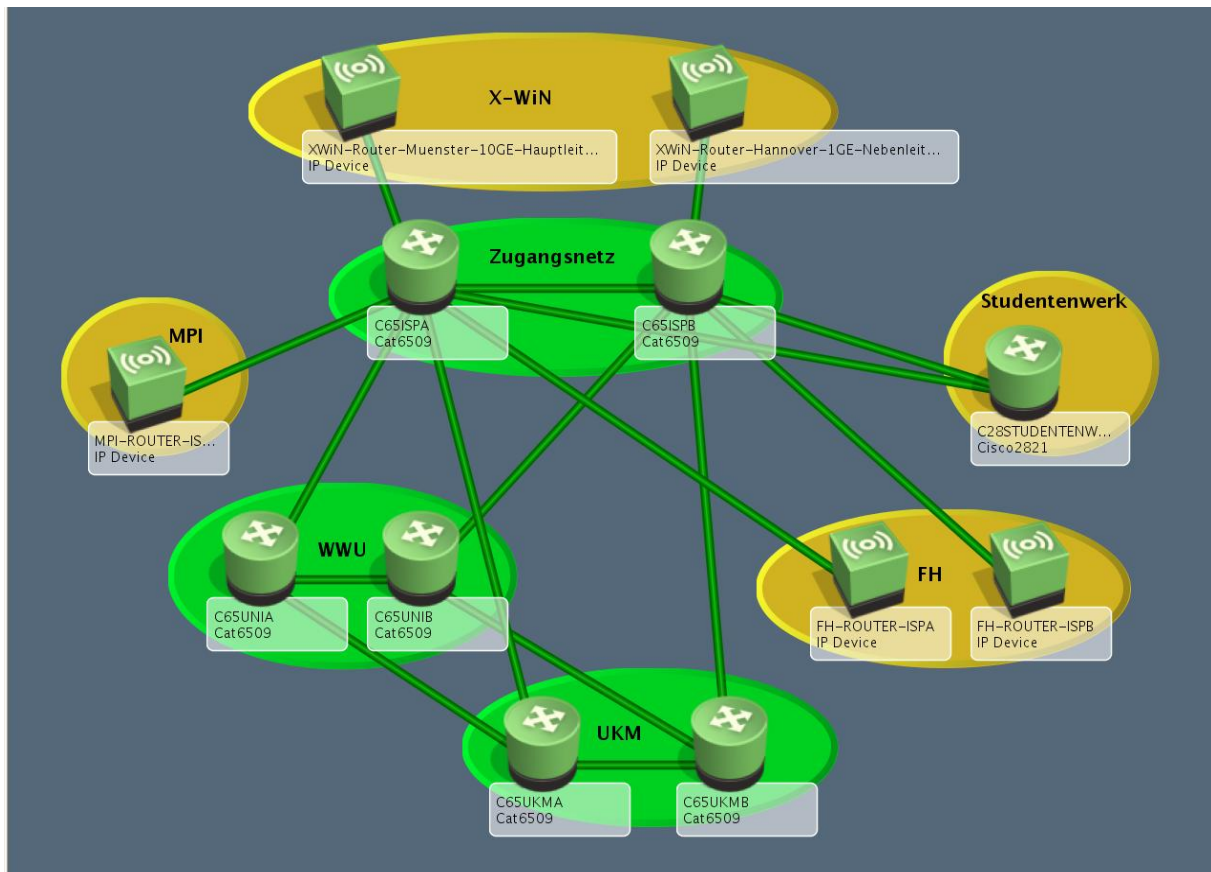 X-WiN
XWiN-Router-Muenster-10GE-Hauptleit...
IP Device
XWiN-Router-Hannover-1GE-Nebenleit...
IP Device
Zugangsnetz
C65ISPA
Cat6509
C65ISPB
Cat6509
Studentenwerk
C28STUDENTENW...
Cisco2821
MPI
MPI-ROUTER-IS...
IP Device
WWU
C65UNIA
Cat6509
C65UNIB
Cat6509
FH
FH-ROUTER-ISPA
IP Device
FH-ROUTER-ISPB
IP Device
UKM
C65UKMA
Cat6509
C65UKMB
Cat6509